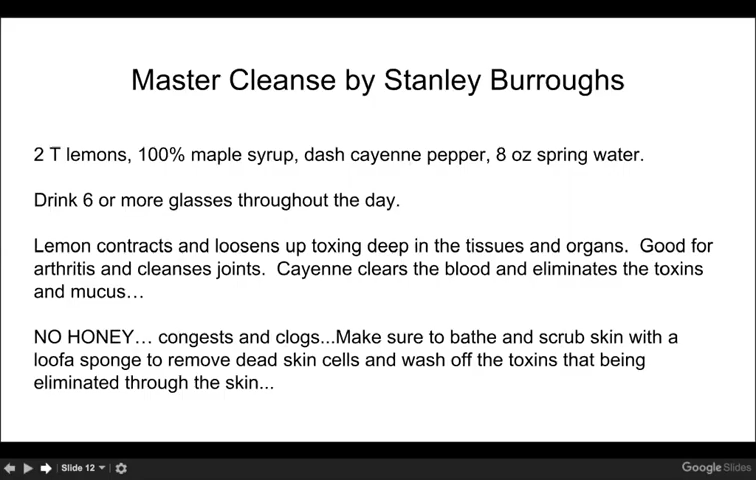 Master Cleanse by Stanley Burroughs
2 T lemons, 100% maple syrup, dash cayenne pepper, 8 oz spring water.
Drink 6 or more glasses throughout the day.
Lemon contracts and loosens up toxing deep in the tissues and organs.  Good for
arthritis and cleanses joints.  Cayenne clears the blood and eliminates the toxins
and mucus…
NO HONEY… congests and clogs...Make sure to bathe and scrub skin with a
loofa sponge to remove dead skin cells and wash off the toxins that being
eliminated through the skin...
Slide 12
Google Slides